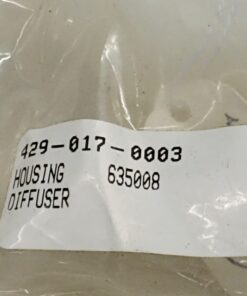 429-017-0003
HOUSING 635008
DIFFUSER